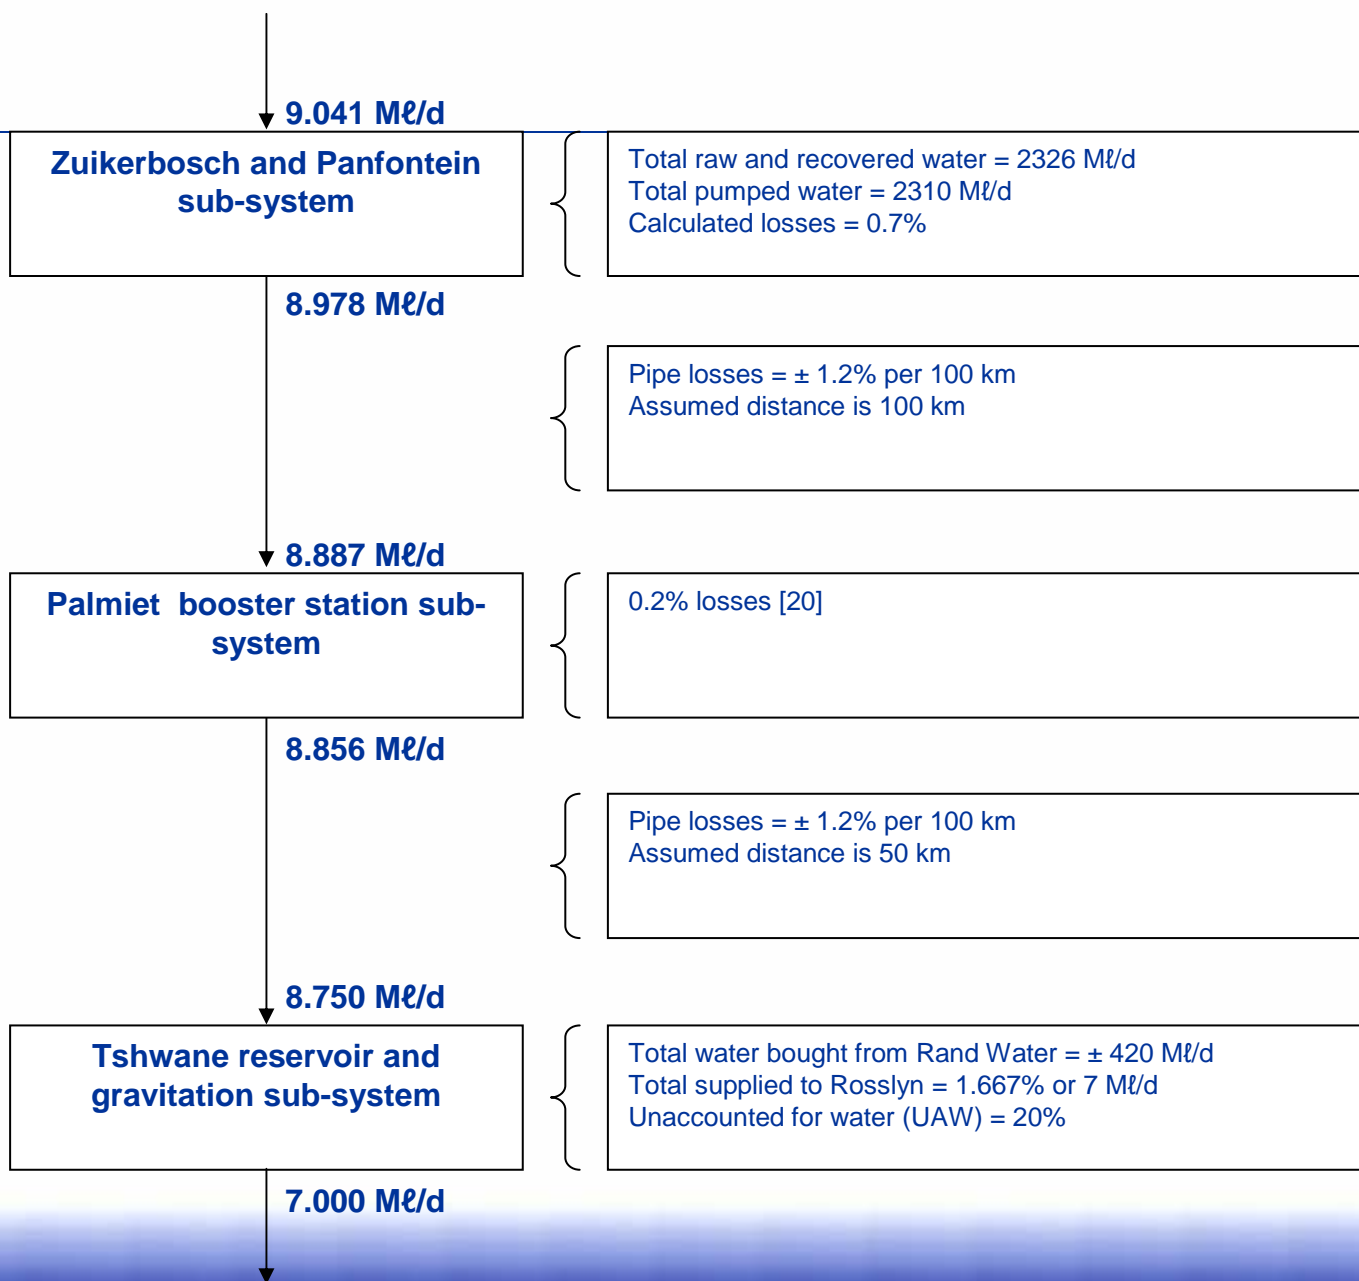 9.041 Mℓ/d
Zuikerbosch and Panfontein
sub-system
Total raw and recovered water = 2326 Mℓ/d
Total pumped water = 2310 Mℓ/d
Calculated losses = 0.7%
8.978 Mℓ/d
Pipe losses = ± 1.2% per 100 km
Assumed distance is 100 km
8.887 Mℓ/d
Palmiet booster station sub-
system
0.2% losses [20]
8.856 Mℓ/d
Pipe losses = ± 1.2% per 100 km
Assumed distance is 50 km
8.750 Mℓ/d
Tshwane reservoir and
gravitation sub-system
Total water bought from Rand Water = ± 420 Mℓ/d
Total supplied to Rosslyn = 1.667% or 7 Mℓ/d
Unaccounted for water (UAW) = 20%
7.000 Mℓ/d